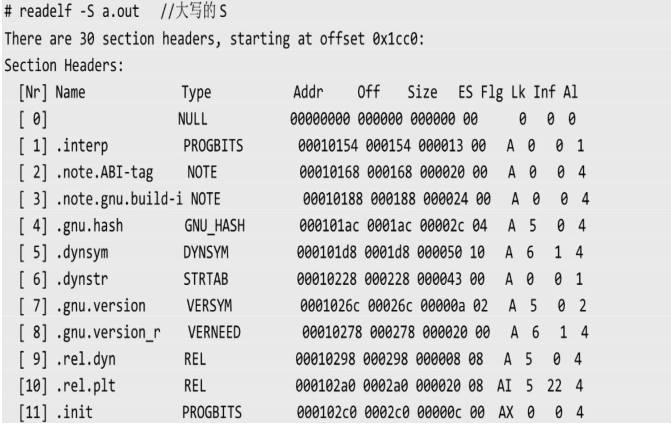 # readelf -S a.out   //大写的S
There are 30 section headers, starting at offset 0x1cc0:
Section Headers:
[Nr] Name Type Addr Off Size ES Flg Lk Inf Al
[ 0] NULL 00000000 000000 000000 00 0 0 0
[ 1] .interp PROGBITS 00010154 000154 000013 00 A 0 0 1
[ 2] .note.ABI-tag NOTE 00010168 000168 000020 00 A 0 0 4
[ 3] .note.gnu.build-i NOTE 00010188 000188 000024 00 A 0 0 4
[ 4] .gnu.hash GNU_HASH 000101ac 0001ac 00002c 04 A 5 0 4
[ 5] .dynsym DYNSYM 000101d8 0001d8 000050 10 A 6 1 4
[ 6] .dynstr STRTAB 00010228 000228 000043 00 A 0 0 1
[ 7] .gnu.version VERSYM 0001026c 00026c 00000a 02 A 5 0 2
[ 8] .gnu.version_r VERNEED 00010278 000278 000020 00 A 6 1 4
[ 9] .rel.dyn REL 00010298 000298 000008 08 A 5 0 4
[10] .rel.plt REL 000102a0 0002a0 000020 08 AI 5 22 4
[11] .init PROGBITS 000102c0 0002c0 00000c 00 AX 0 0 4